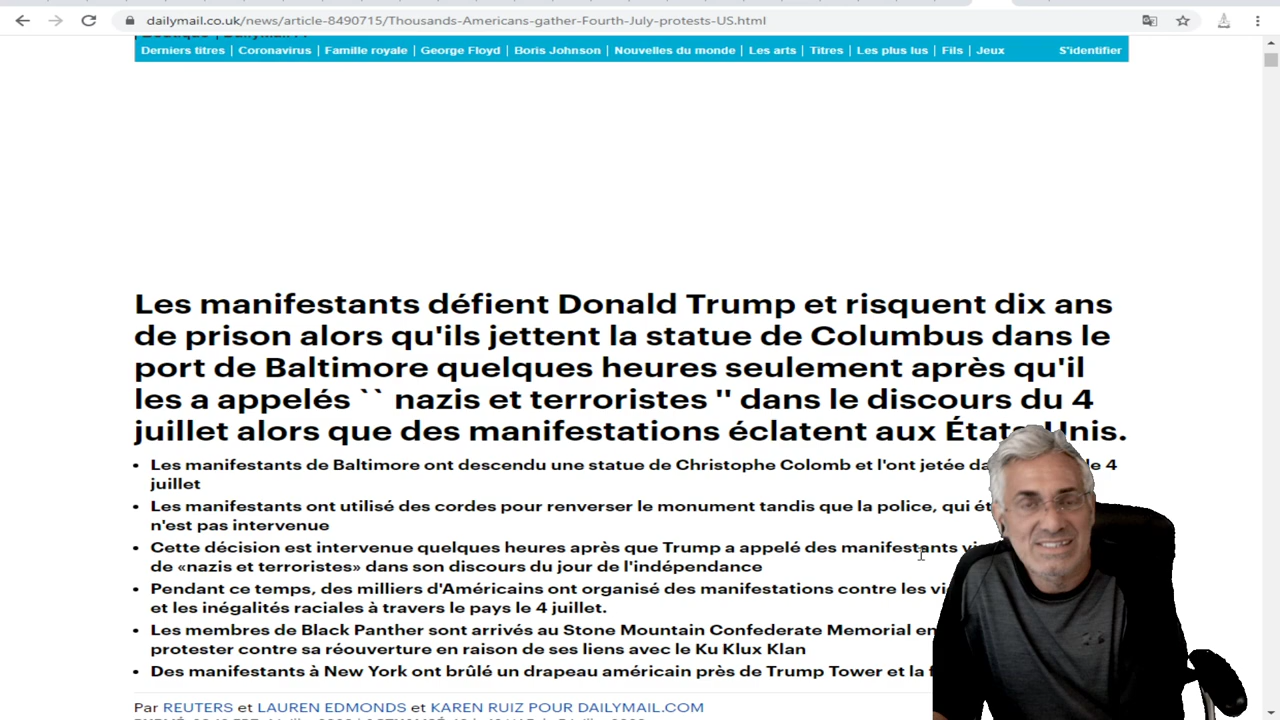 dailymail.co.uk/news/article-8490715/Thousands-Americans-gather-Fourth-July-protests-US.html
Derniers titres | Coronavirus | Famille royale | George Floyd | Boris Johnson | Nouvelles du monde | Les arts | Titres | Les plus lus | Fils | Jeux S'identifier
Les manifestants défient Donald Trump et risquent dix ans
de prison alors qu'ils jettent la statue de Columbus dans le
port de Baltimore quelques heures seulement après qu'il
les a appelés `` nazis et terroristes '' dans le discours du 4
juillet alors que des manifestations éclatent aux États-Unis.
• Les manifestants de Baltimore ont descendu une statue de Christophe Colomb et l'ont jetée le 4
juillet
• Les manifestants ont utilisé des cordes pour renverser le monument tandis que la police, qui
n'est pas intervenue
• Cette décision est intervenue quelques heures après que Trump a appelé des manifestants
de «nazis et terroristes» dans son discours du jour de l'indépendance
• Pendant ce temps, des milliers d'Américains ont organisé des manifestations contre les
et les inégalités raciales à travers le pays le 4 juillet.
• Les membres de Black Panther sont arrivés au Stone Mountain Confederate Memorial
protester contre sa réouverture en raison de ses liens avec le Ku Klux Klan
• Des manifestants à New York ont brûlé un drapeau américain près de Trump Tower et la
Par REUTERS et LAUREN EDMONDS et KAREN RUIZ POUR DAILYMAIL.COM